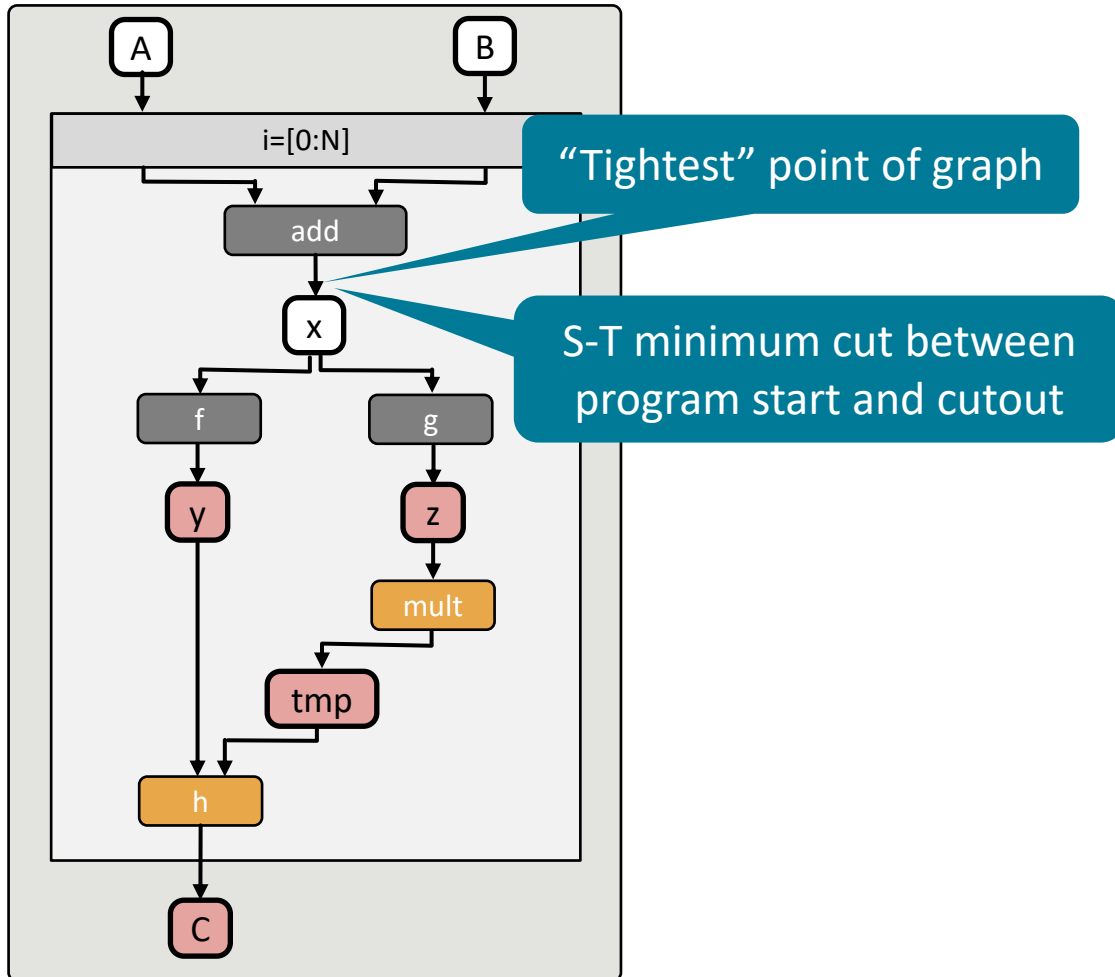 A
B
i=[0:N]
“Tightest” point of graph
add
x
S-T minimum cut between
program start and cutout
f
g
y
z
mult
tmp
h
C